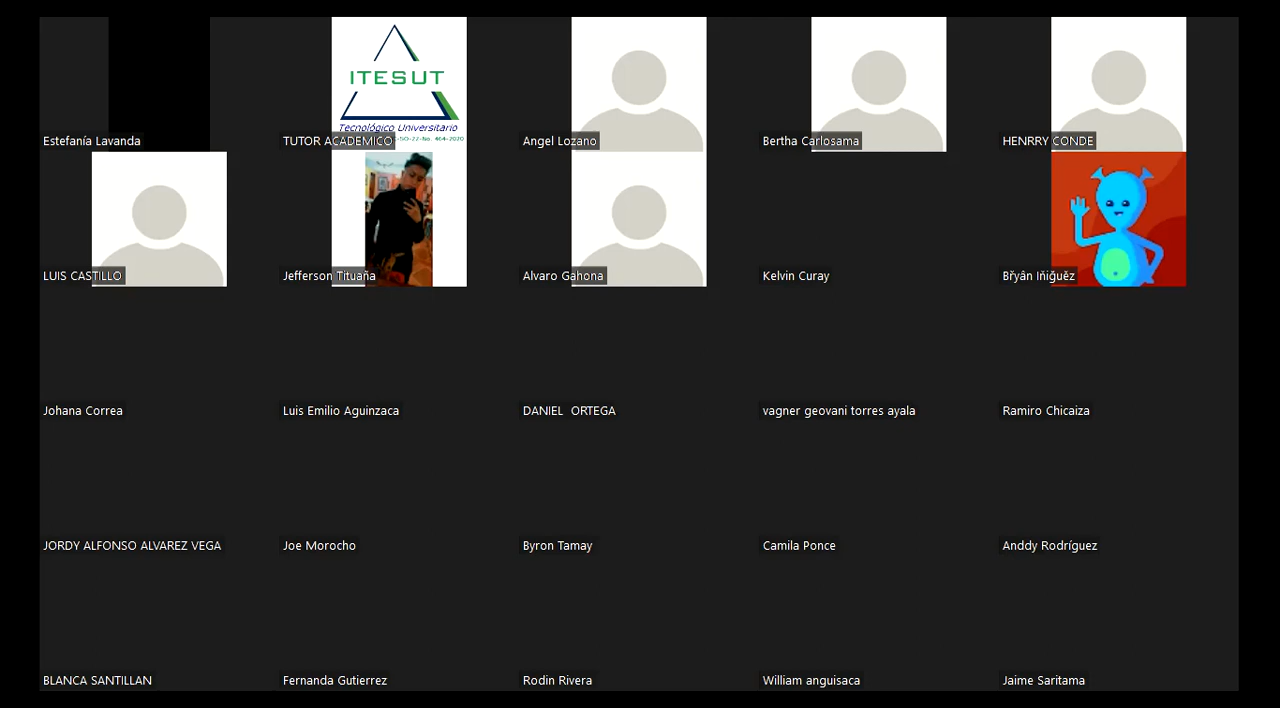 ITESUT
Tecnológico Universitario
Estefanía Lavanda
TUTOR ACADEMICO
Angel Lozano
Bertha Carlosama
HENRRY CONDE
LUIS CASTILLO
Jefferson Tituaña
Alvaro Gahona
Kelvin Curay
Břyân Iñiğuěz
Johana Correa
Luis Emilio Aguinzaca
DANIEL ORTEGA
vagner geovani torres ayala
Ramiro Chicaiza
JORDY ALFONSO ALVAREZ VEGA
Joe Morocho
Byron Tamay
Camila Ponce
Anddy Rodríguez
BLANCA SANTILLAN
Fernanda Gutierrez
Rodin Rivera
William anguisaca
Jaime Saritama